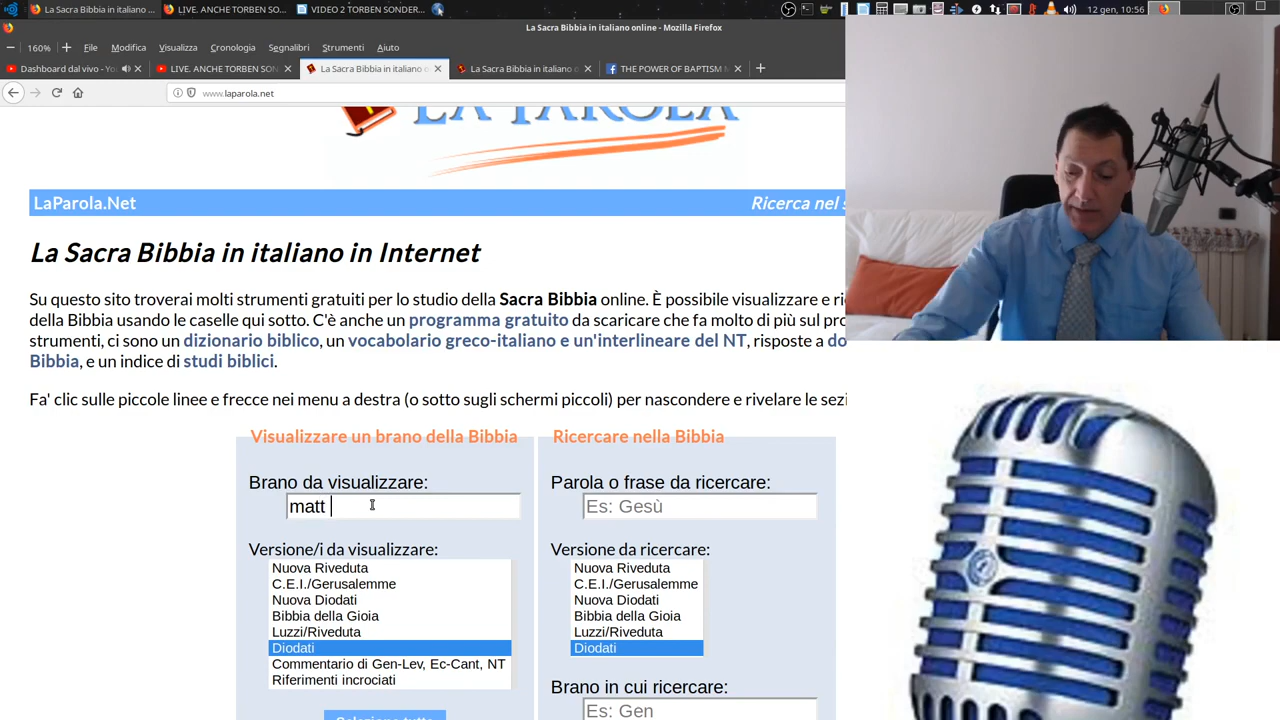 La Sacra Bibbia in italiano ...
LIVE. ANCHE TORBEN SONDE...
VIDEO 2 TORBEN SONDER...
12 gen, 10:56
La Sacra Bibbia in italiano online - Mozilla Firefox
160%
File
Modifica
Visualizza
Cronologia
Segnalibri
Strumenti
Aiuto
Dashboard dal vivo - Yo
LIVE. ANCHE TORBEN SON
La Sacra Bibbia in italiano o
La Sacra Bibbia in italiano o
THE POWER OF BAPTISM
www.laparola.net
LA PAROLA
LaParola.Net
Ricerca nel s
La Sacra Bibbia in italiano in Internet
Su questo sito troverai molti strumenti gratuiti per lo studio della Sacra Bibbia online. È possibile visualizzare e ri
della Bibbia usando le caselle qui sotto. C'è anche un programma gratuito da scaricare che fa molto di più sul pro
strumenti, ci sono un dizionario biblico, un vocabolario greco-italiano e un'interlineare del NT, risposte a do
Bibbia, e un indice di studi biblici.
Fa' clic sulle piccole linee e frecce nei menu a destra (o sotto sugli schermi piccoli) per nascondere e rivelare le sezi
Visualizzare un brano della Bibbia
Brano da visualizzare:
matt
Versione/i da visualizzare:
Nuova Riveduta
C.E.I./Gerusalemme
Nuova Diodati
Bibbia della Gioia
Luzzi/Riveduta
Diodati
Commentario di Gen-Lev, Ec-Cant, NT
Riferimenti incrociati
Seleziona tutto
Ricercare nella Bibbia
Parola o frase da ricercare:
Es: Gesù
Versione da ricercare:
Nuova Riveduta
C.E.I./Gerusalemme
Nuova Diodati
Bibbia della Gioia
Luzzi/Riveduta
Diodati
Brano in cui ricercare:
Es: Gen